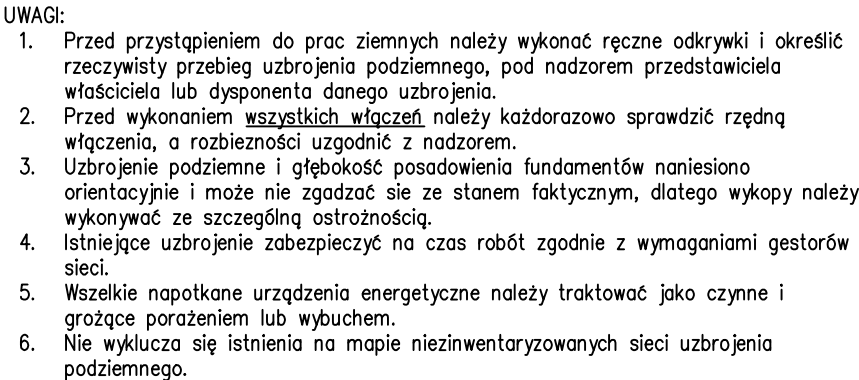 UWAGI:
1. Przed przystąpieniem do prac ziemnych należy wykonać ręczne odkrywki i określić
rzeczywisty przebieg uzbrojenia podziemnego, pod nadzorem przedstawiciela
właściciela lub dysponenta danego uzbrojenia.
2. Przed wykonaniem wszystkich włączeń należy każdorazowo sprawdzić rzędną
włączenia, a rozbiezności uzgodnić z nadzorem.
3. Uzbrojenie podziemne i głębokość posadowienia fundamentów naniesiono
orientacyjnie i może nie zgadzać sie ze stanem faktycznym, dlatego wykopy należy
wykonywać ze szczególną ostrożnością.
4. Istniejące uzbrojenie zabezpieczyć na czas robót zgodnie z wymaganiami gestorów
sieci.
5. Wszelkie napotkane urządzenia energetyczne należy traktować jako czynne i
grożące porażeniem lub wybuchem.
6. Nie wyklucza się istnienia na mapie niezinwentaryzowanych sieci uzbrojenia
podziemnego.